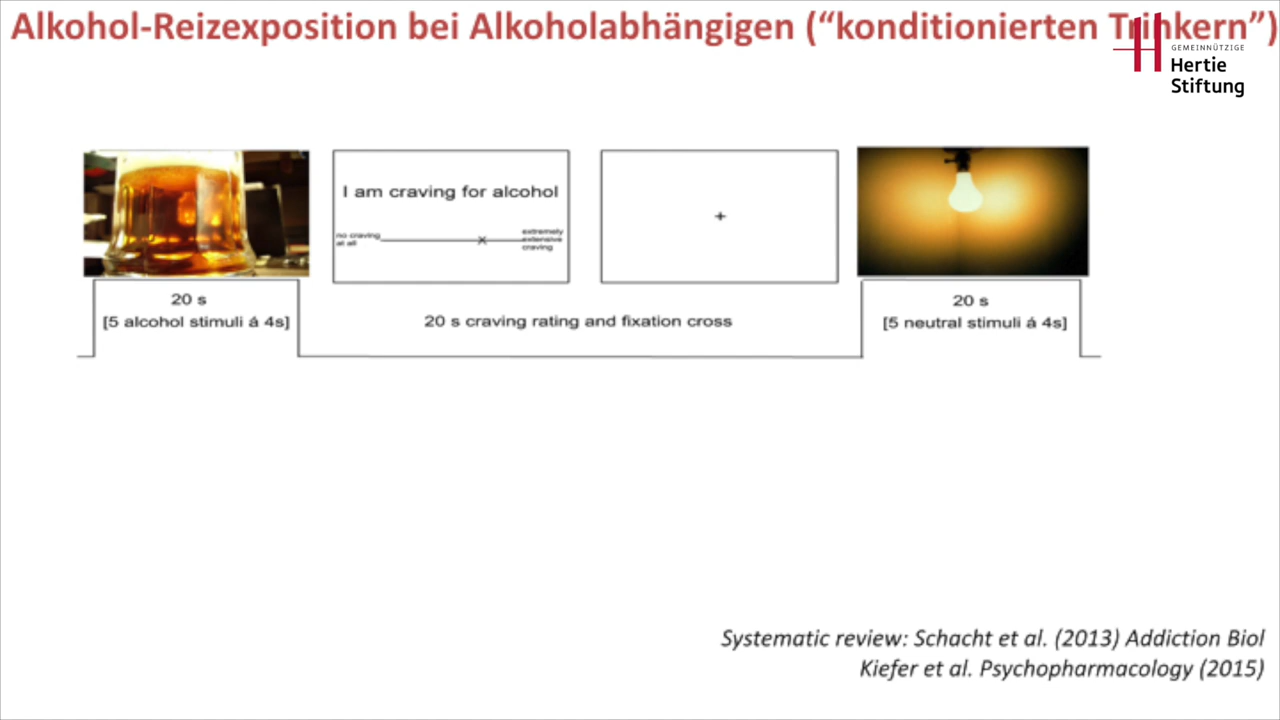 Alkohol-Reizexposition bei Alkoholabhängigen (“konditionierten Trinkern”)
GEMEINNÜTZIGE
Hertie
Stiftung
I am craving for alcohol
no craving
at all
extremely
extensive
craving
+
20 s
[5 alcohol stimuli á 4s]
20 s craving rating and fixation cross
20 s
[5 neutral stimuli á 4s]
Systematic review: Schacht et al. (2013) Addiction Biol
Kiefer et al. Psychopharmacology (2015)